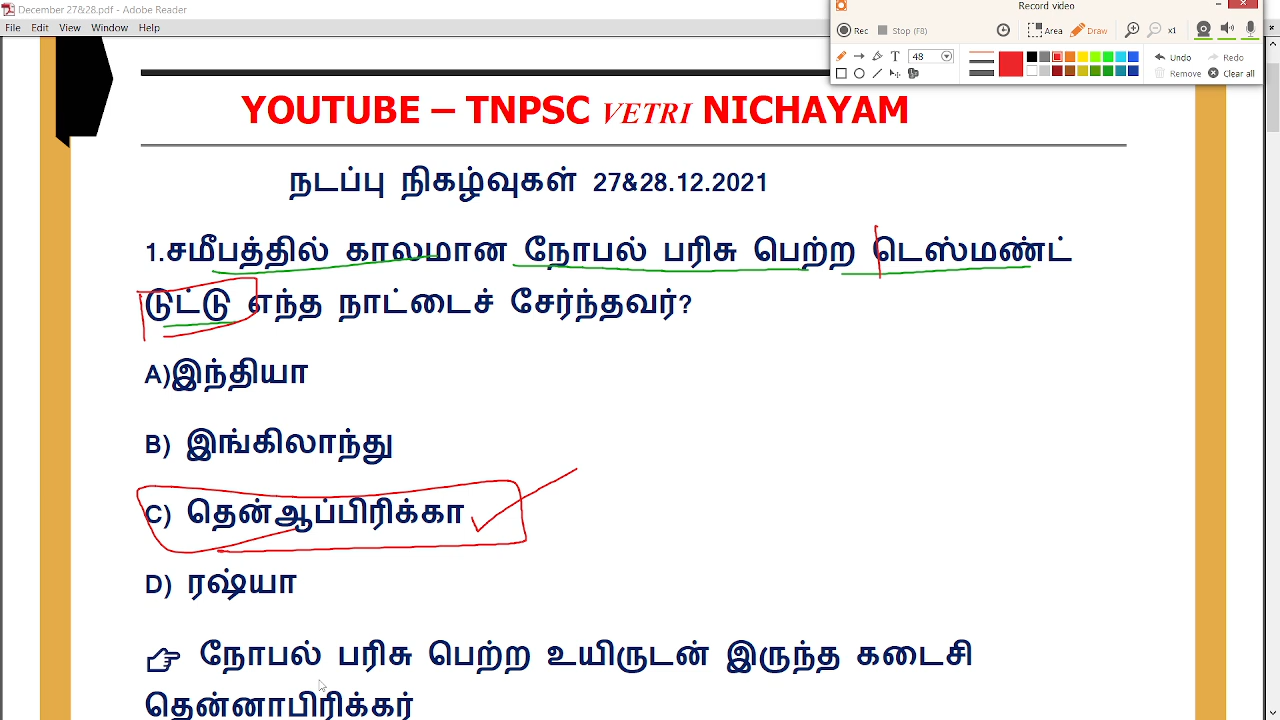 December 27&28.pdf - Adobe Reader
File Edit View Window Help
Record video
Rec Stop (F8) Area Draw x1
T 48 Undo Redo
Remove Clear all
YOUTUBE – TNPSC VETRI NICHAYAM
நடப்பு நிகழ்வுகள் 27&28.12.2021
1.சமீபத்தில் காலமான நோபல் பரிசு பெற்ற டெஸ்மண்ட்
டுட்டு எந்த நாட்டைச் சேர்ந்தவர்?
A)இந்தியா
B) இங்கிலாந்து
C) தென்ஆப்பிரிக்கா
D) ரஷ்யா
நோபல் பரிசு பெற்ற உயிருடன் இருந்த கடைசி
தென்னாபிரிக்கர்